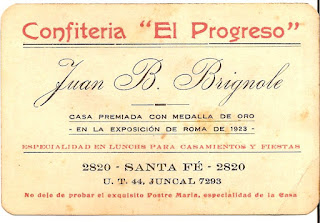 Confiteria "El Progreso"
Juan B. Brignole
CASA PREMIADA CON MEDALLA DE ORO
- EN LA EXPOSICIÓN DE ROMA DE 1923 -
ESPECIALIDAD EN LUNCHS PARA CASAMIENTOS Y FIESTAS
2820 - SANTA FÉ - 2820
U. T. 44, JUNCAL 7293
No deje de probar el exquisito Postre Maria, especialidad de la Casa